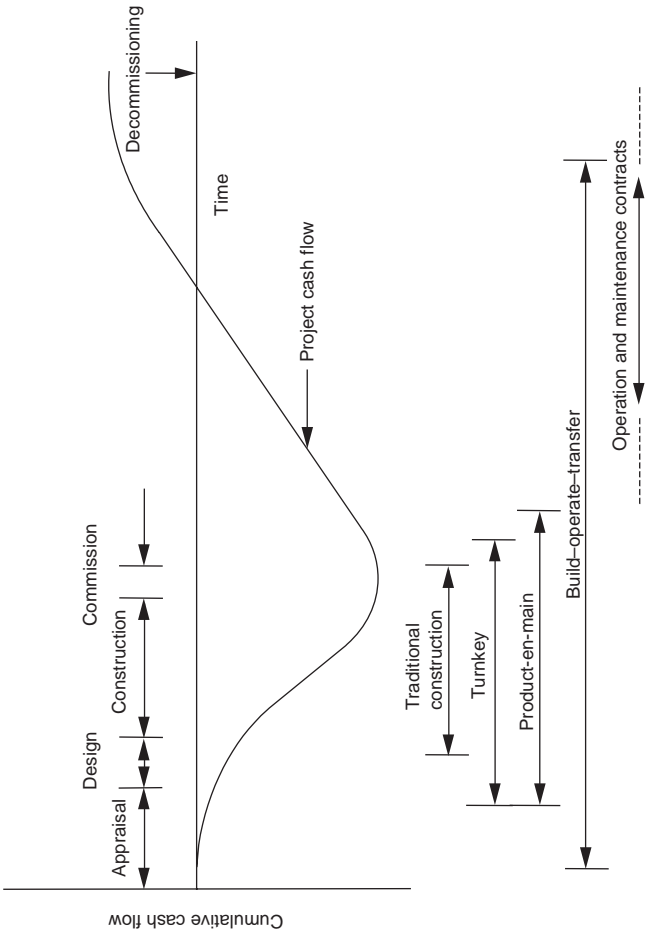 Cumulative cash flow
Appraisal
Design
Construction
Commission
Decommissioning
Time
Project cash flow
Traditional
construction
Turnkey
Product-en-main
Build–operate–transfer
Operation and maintenance contracts